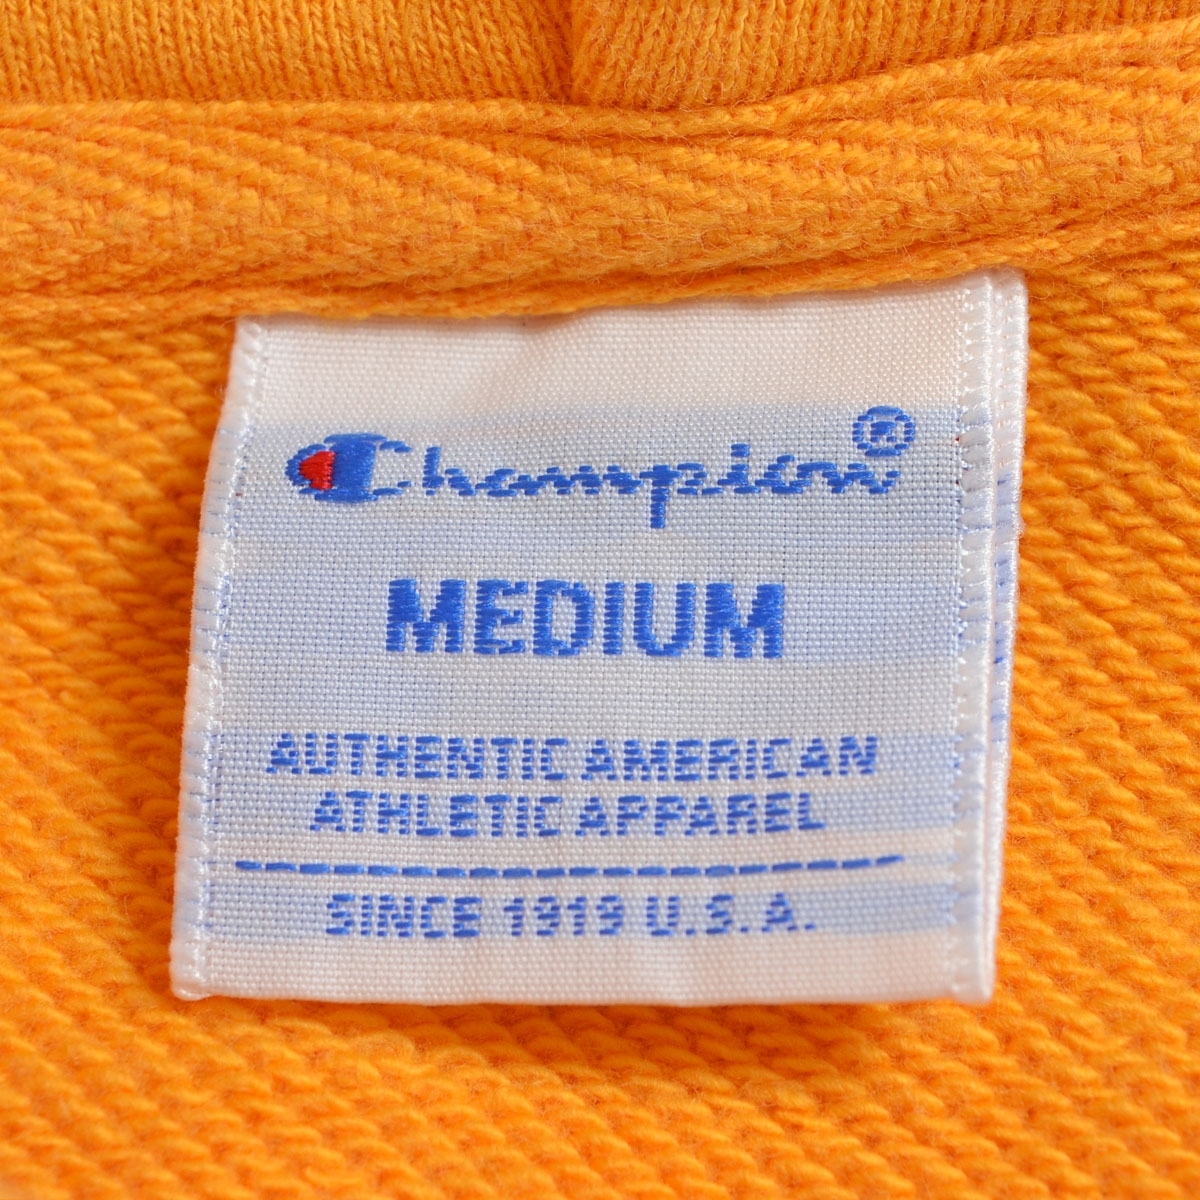 Champion®
MEDIUM
AUTHENTIC AMERICAN
ATHLETIC APPAREL
SINCE 1919 U.S.A.